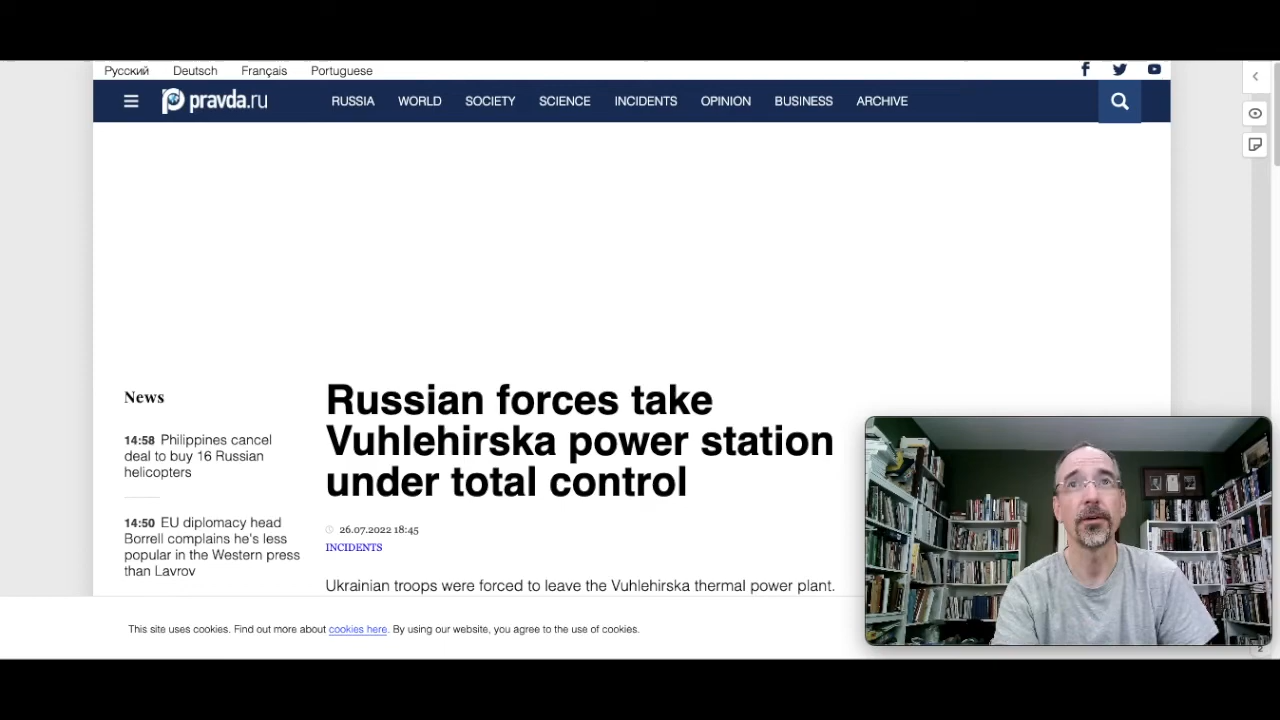 Русский Deutsch Français Portuguese
pravda.ru RUSSIA WORLD SOCIETY SCIENCE INCIDENTS OPINION BUSINESS ARCHIVE
News
14:58 Philippines cancel
deal to buy 16 Russian
helicopters
14:50 EU diplomacy head
Borrell complains he's less
popular in the Western press
than Lavrov
Russian forces take
Vuhlehirska power station
under total control
26.07.2022 18:45
INCIDENTS
Ukrainian troops were forced to leave the Vuhlehirska thermal power plant.
This site uses cookies. Find out more about cookies here. By using our website, you agree to the use of cookies.
2